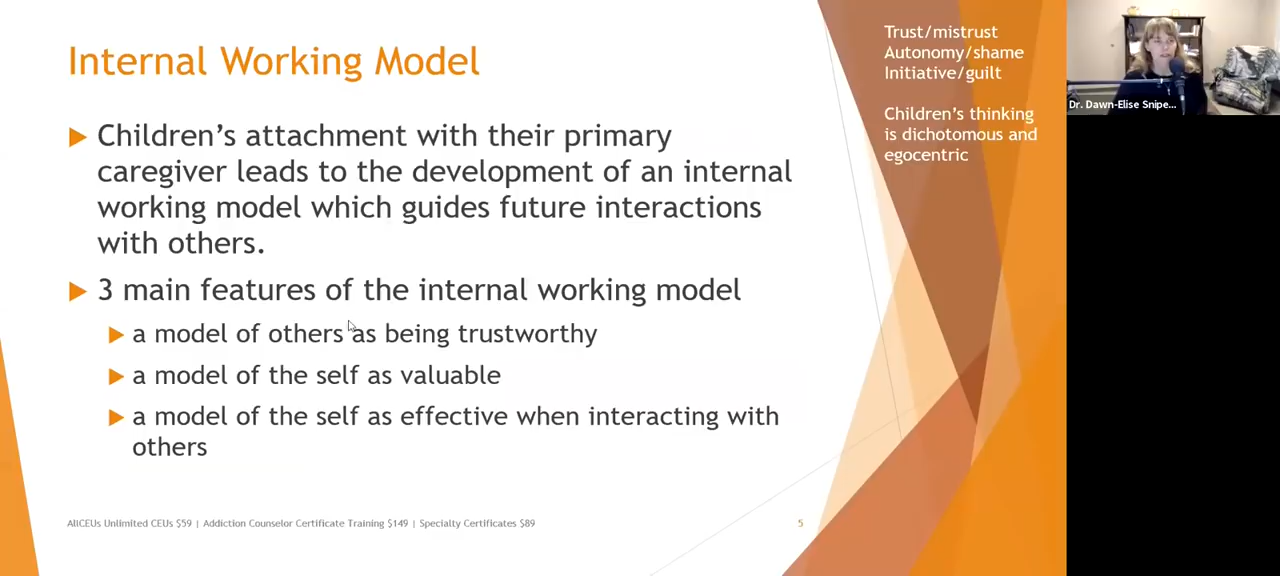 Internal Working Model
Children's attachment with their primary
caregiver leads to the development of an internal
working model which guides future interactions
with others.
3 main features of the internal working model
a model of others as being trustworthy
a model of the self as valuable
a model of the self as effective when interacting with
others
AllCEUs Unlimited CEUs $59 | Addiction Counselor Certificate Training $149 | Specialty Certificates $89
5
Trust/mistrust
Autonomy/shame
Initiative/guilt
Children's thinking
is dichotomous and
egocentric
Dr. Dawn-Elise Snipe...